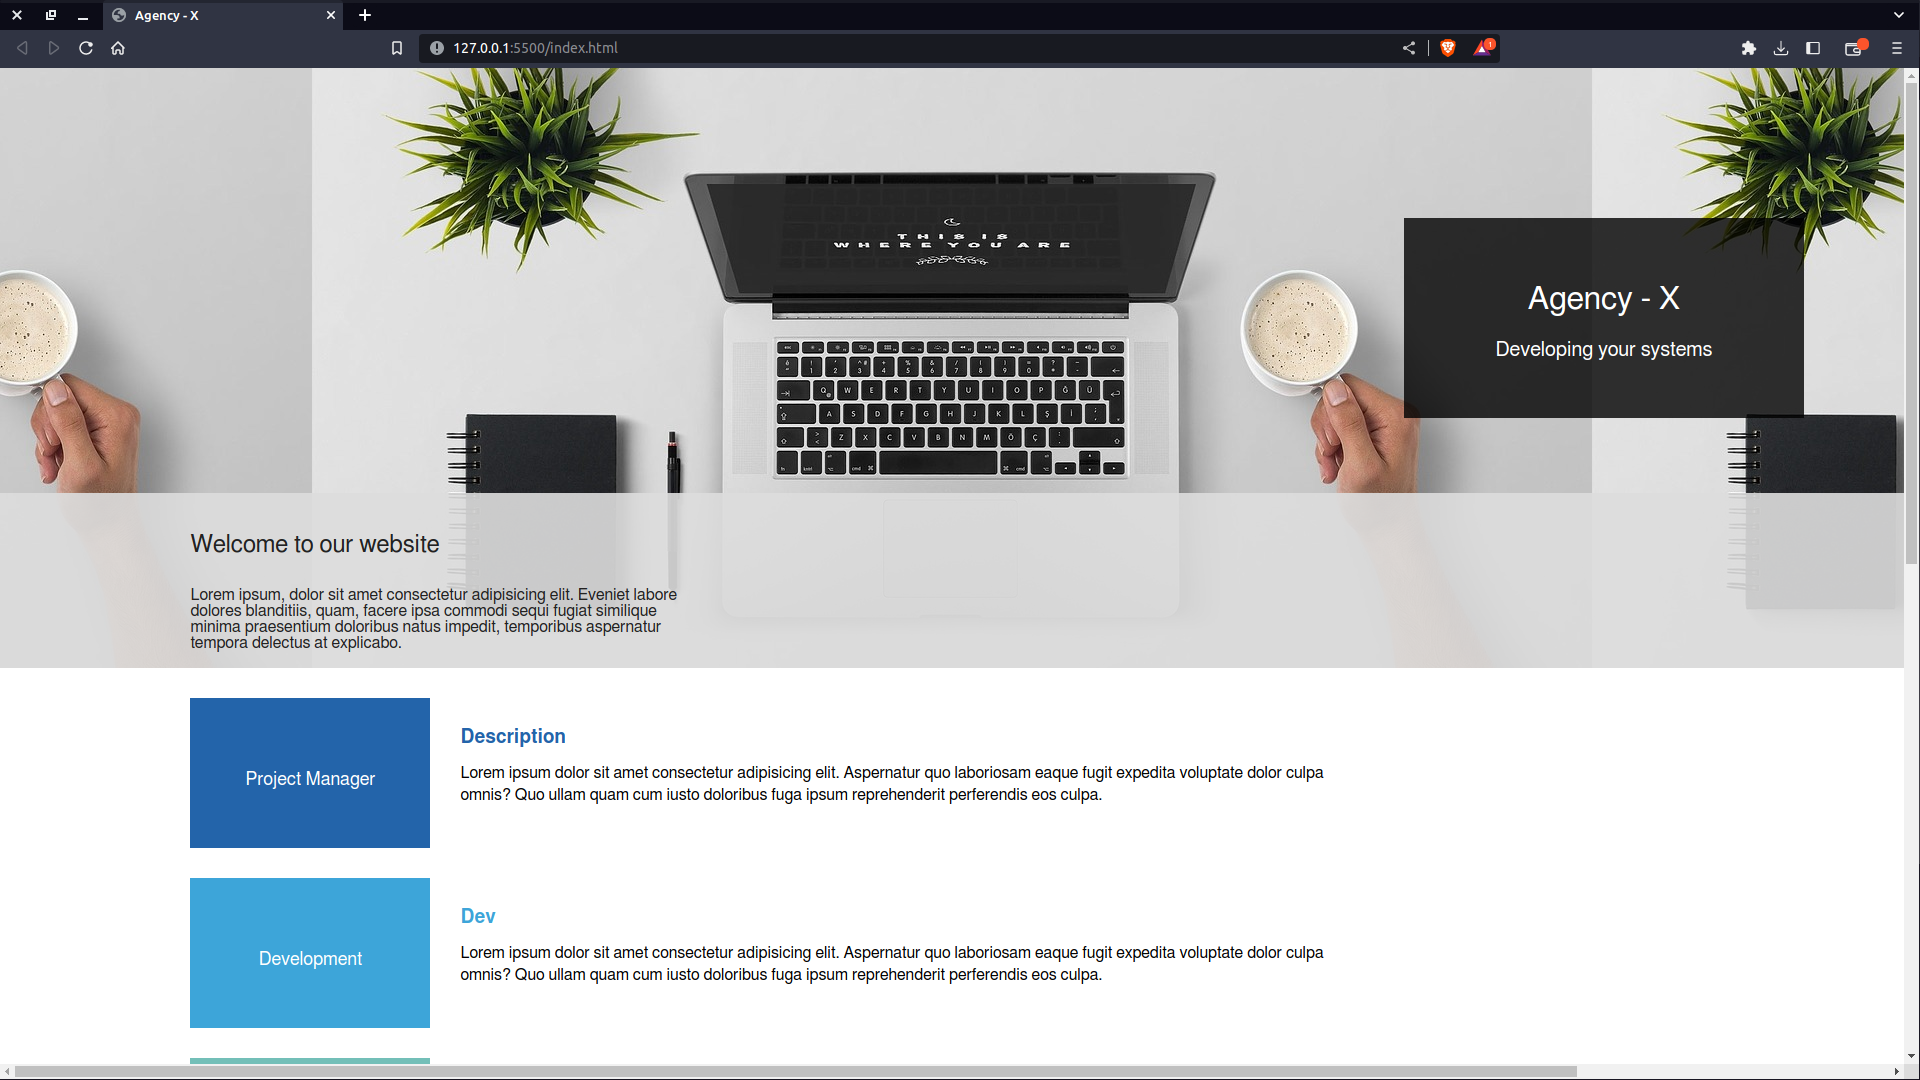 Agency - X
127.0.0.1:5500/index.html
1
THIS IS
WHERE YOU ARE
Agency - X
Developing your systems
Welcome to our website
Lorem ipsum, dolor sit amet consectetur adipisicing elit. Eveniet labore
dolores blanditiis, quam, facere ipsa commodi sequi fugiat similique
minima praesentium doloribus natus impedit, temporibus aspernatur
tempora delectus at explicabo.
Project Manager
Description
Lorem ipsum dolor sit amet consectetur adipisicing elit. Aspernatur quo laboriosam eaque fugit expedita voluptate dolor culpa
omnis? Quo ullam quam cum iusto doloribus fuga ipsum reprehenderit perferendis eos culpa.
Development
Dev
Lorem ipsum dolor sit amet consectetur adipisicing elit. Aspernatur quo laboriosam eaque fugit expedita voluptate dolor culpa
omnis? Quo ullam quam cum iusto doloribus fuga ipsum reprehenderit perferendis eos culpa.